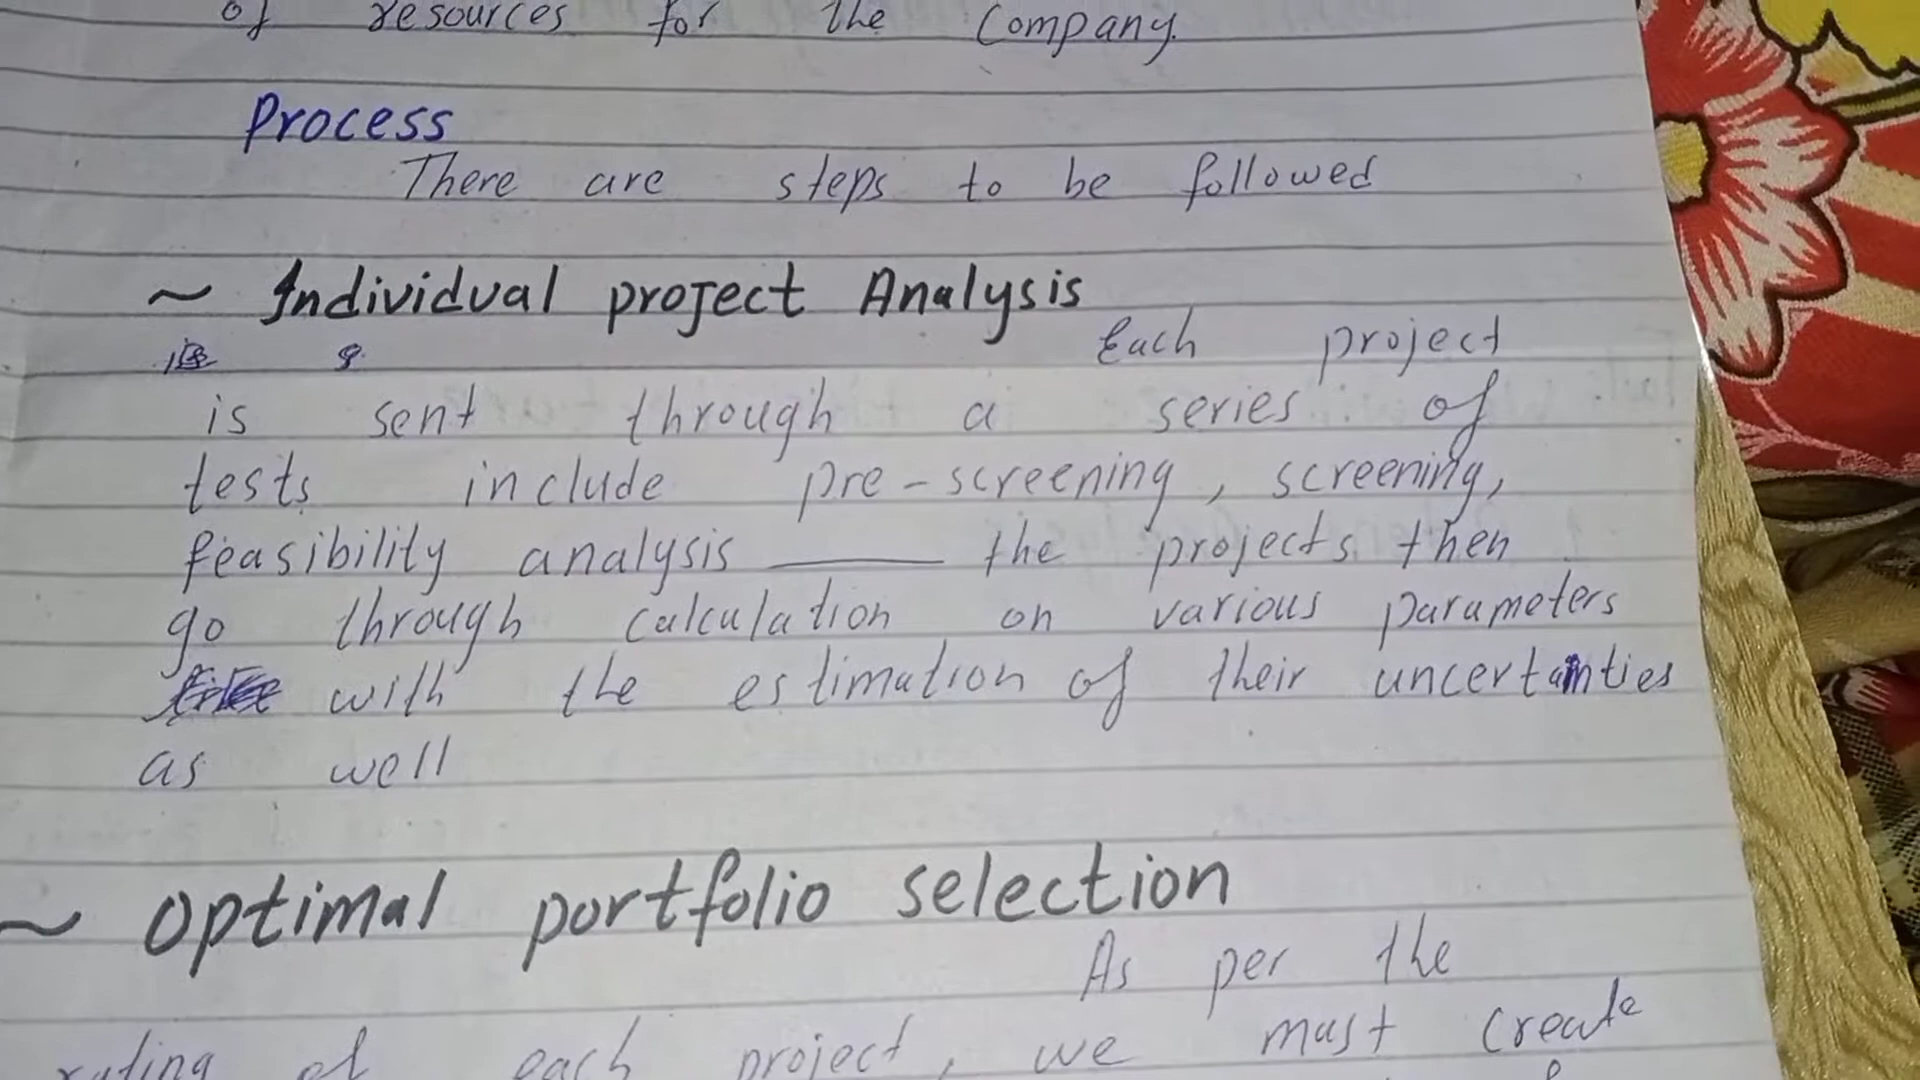 of resources for the Company.
Process
There are steps to be followed
~ Individual project Analysis
Each project
is sent through a series of
tests include pre-screening, screening,
feasibility analysis —— the projects then
go through calculation on various parameters
with the estimation of their uncertainties
as well
~ Optimal portfolio selection
As per the
rating of each project, we must create